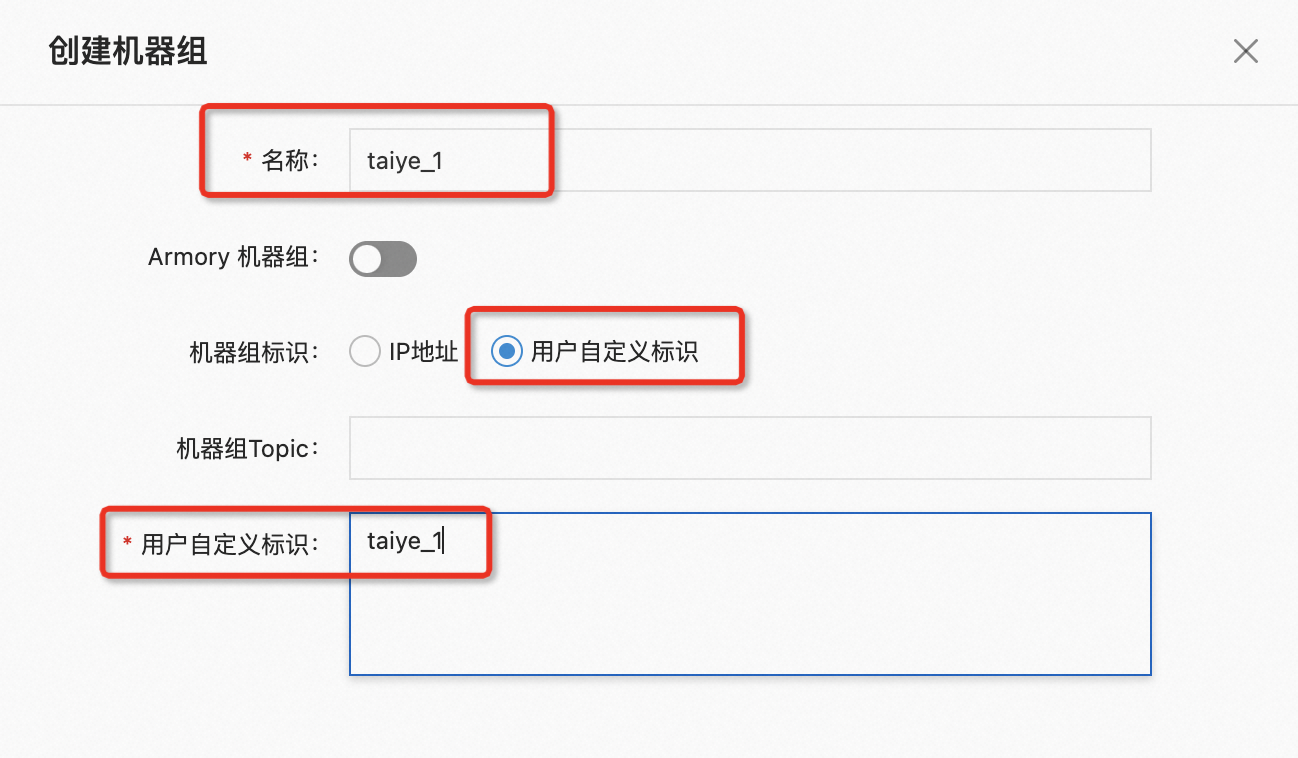 创建机器组
* 名称： taiye_1
Armory 机器组：
机器组标识： IP地址 用户自定义标识
机器组Topic：
* 用户自定义标识： taiye_1